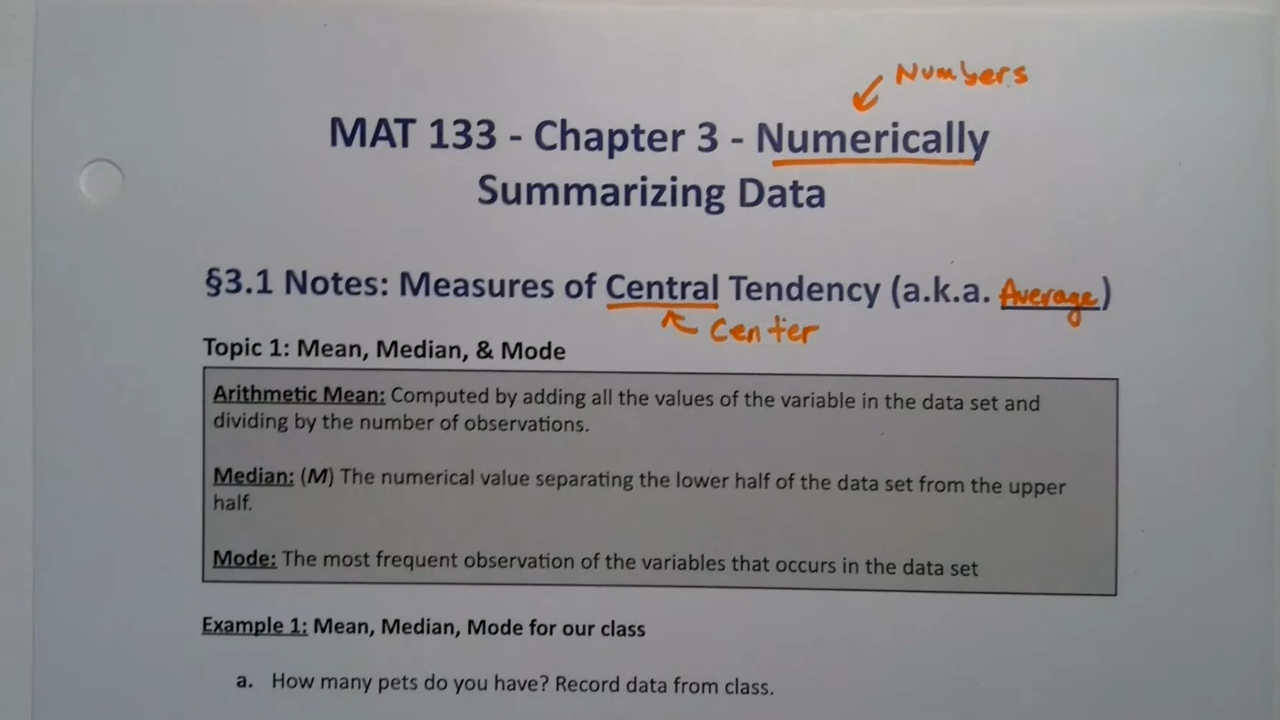 Numbers
MAT 133 - Chapter 3 - Numerically
Summarizing Data
§3.1 Notes: Measures of Central Tendency (a.k.a. Average)
Center
Topic 1: Mean, Median, & Mode
Arithmetic Mean: Computed by adding all the values of the variable in the data set and
dividing by the number of observations.
Median: (M) The numerical value separating the lower half of the data set from the upper
half.
Mode: The most frequent observation of the variables that occurs in the data set
Example 1: Mean, Median, Mode for our class
a. How many pets do you have? Record data from class.